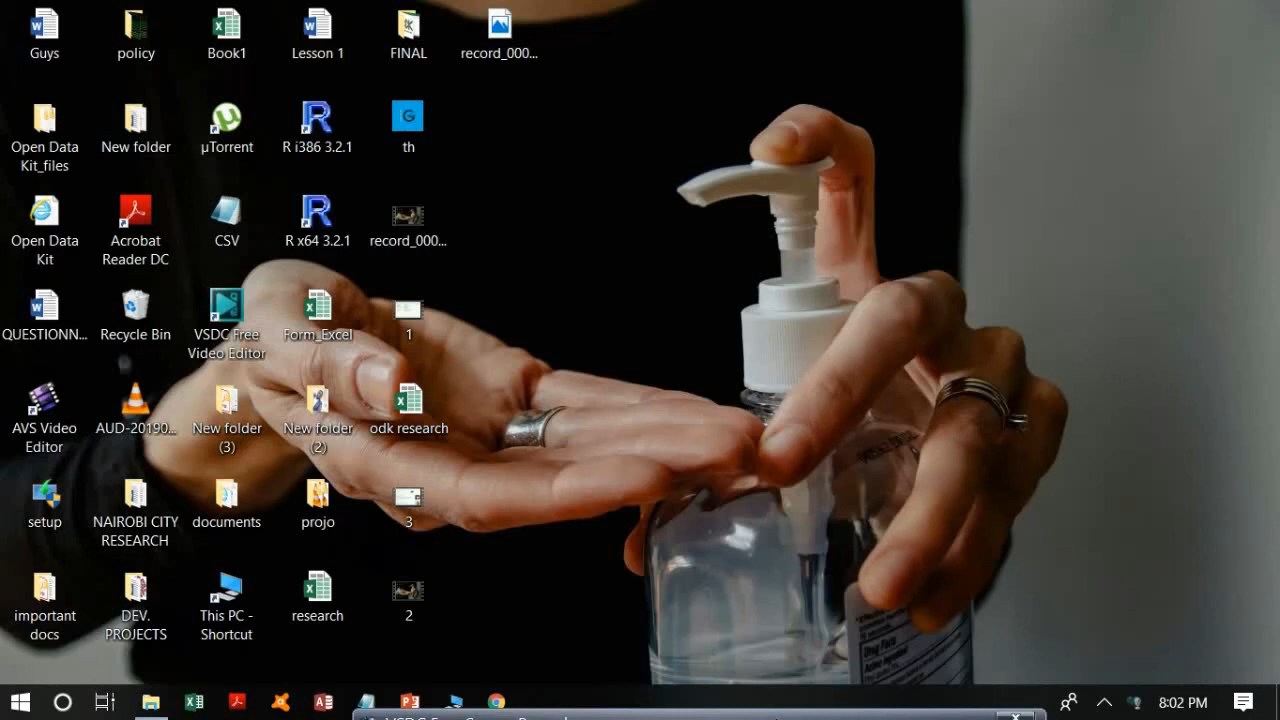 Guys
policy
Book1
Lesson 1
FINAL
record_000...
Open Data
Kit_files
New folder
µTorrent
R i386 3.2.1
th
Open Data
Kit
Acrobat
Reader DC
CSV
R x64 3.2.1
record_000...
QUESTIONN...
Recycle Bin
VSDC Free
Video Editor
Form_Excel
1
AVS Video
Editor
AUD-20190...
New folder
(3)
New folder
(2)
odk research
setup
NAIROBI CITY
RESEARCH
documents
projo
3
important
docs
DEV.
PROJECTS
This PC -
Shortcut
research
2
8:02 PM